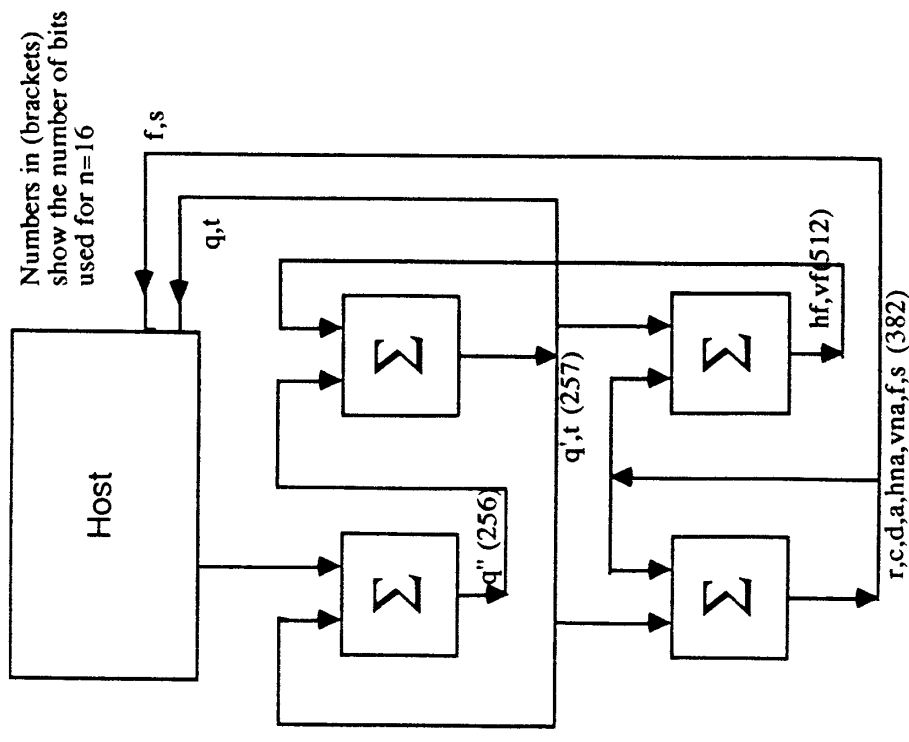 Numbers in (brackets)
show the number of bits
used for n=16
f,s
q,t
Host
Σ
Σ
q" (256)
q',t (257)
Σ
Σ
hf,vf(512)
r,c,d,a,hna,vna,f,s (382)